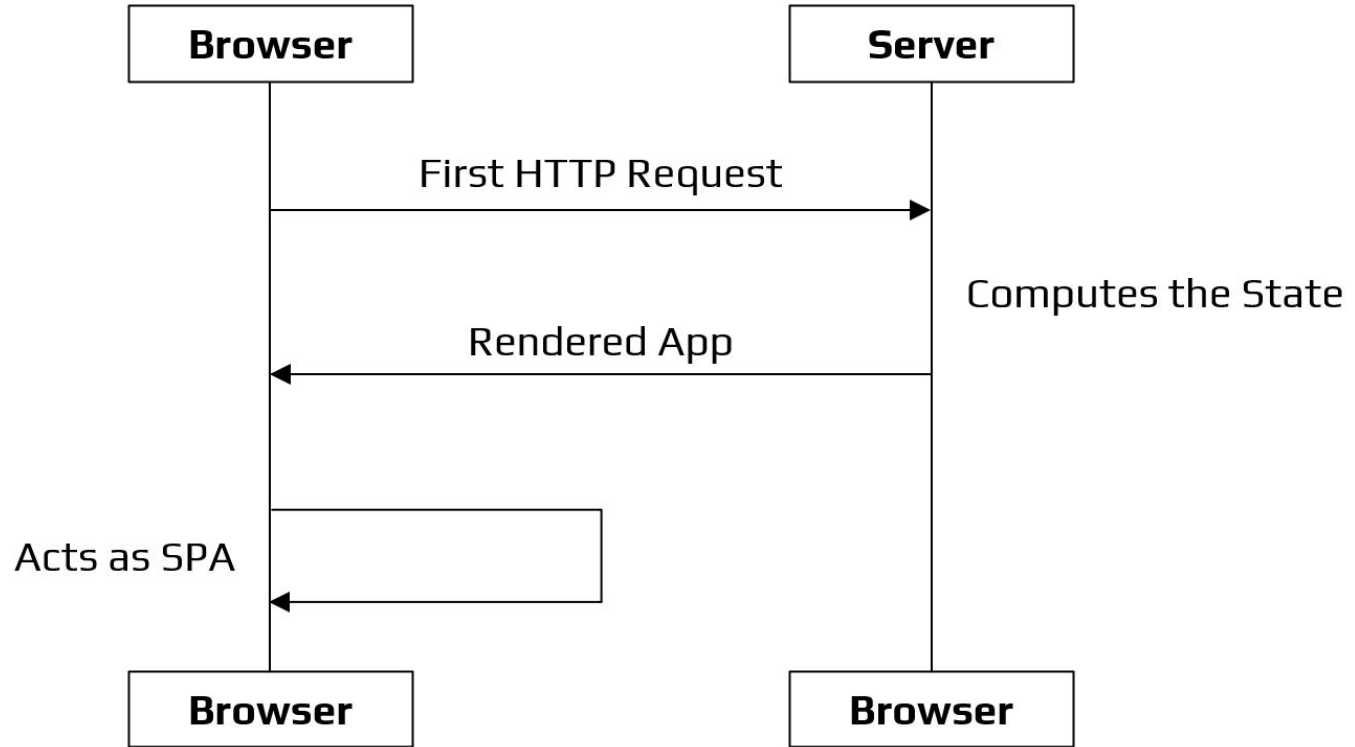 Browser
Server
First HTTP Request
Computes the State
Rendered App
Acts as SPA
Browser
Browser